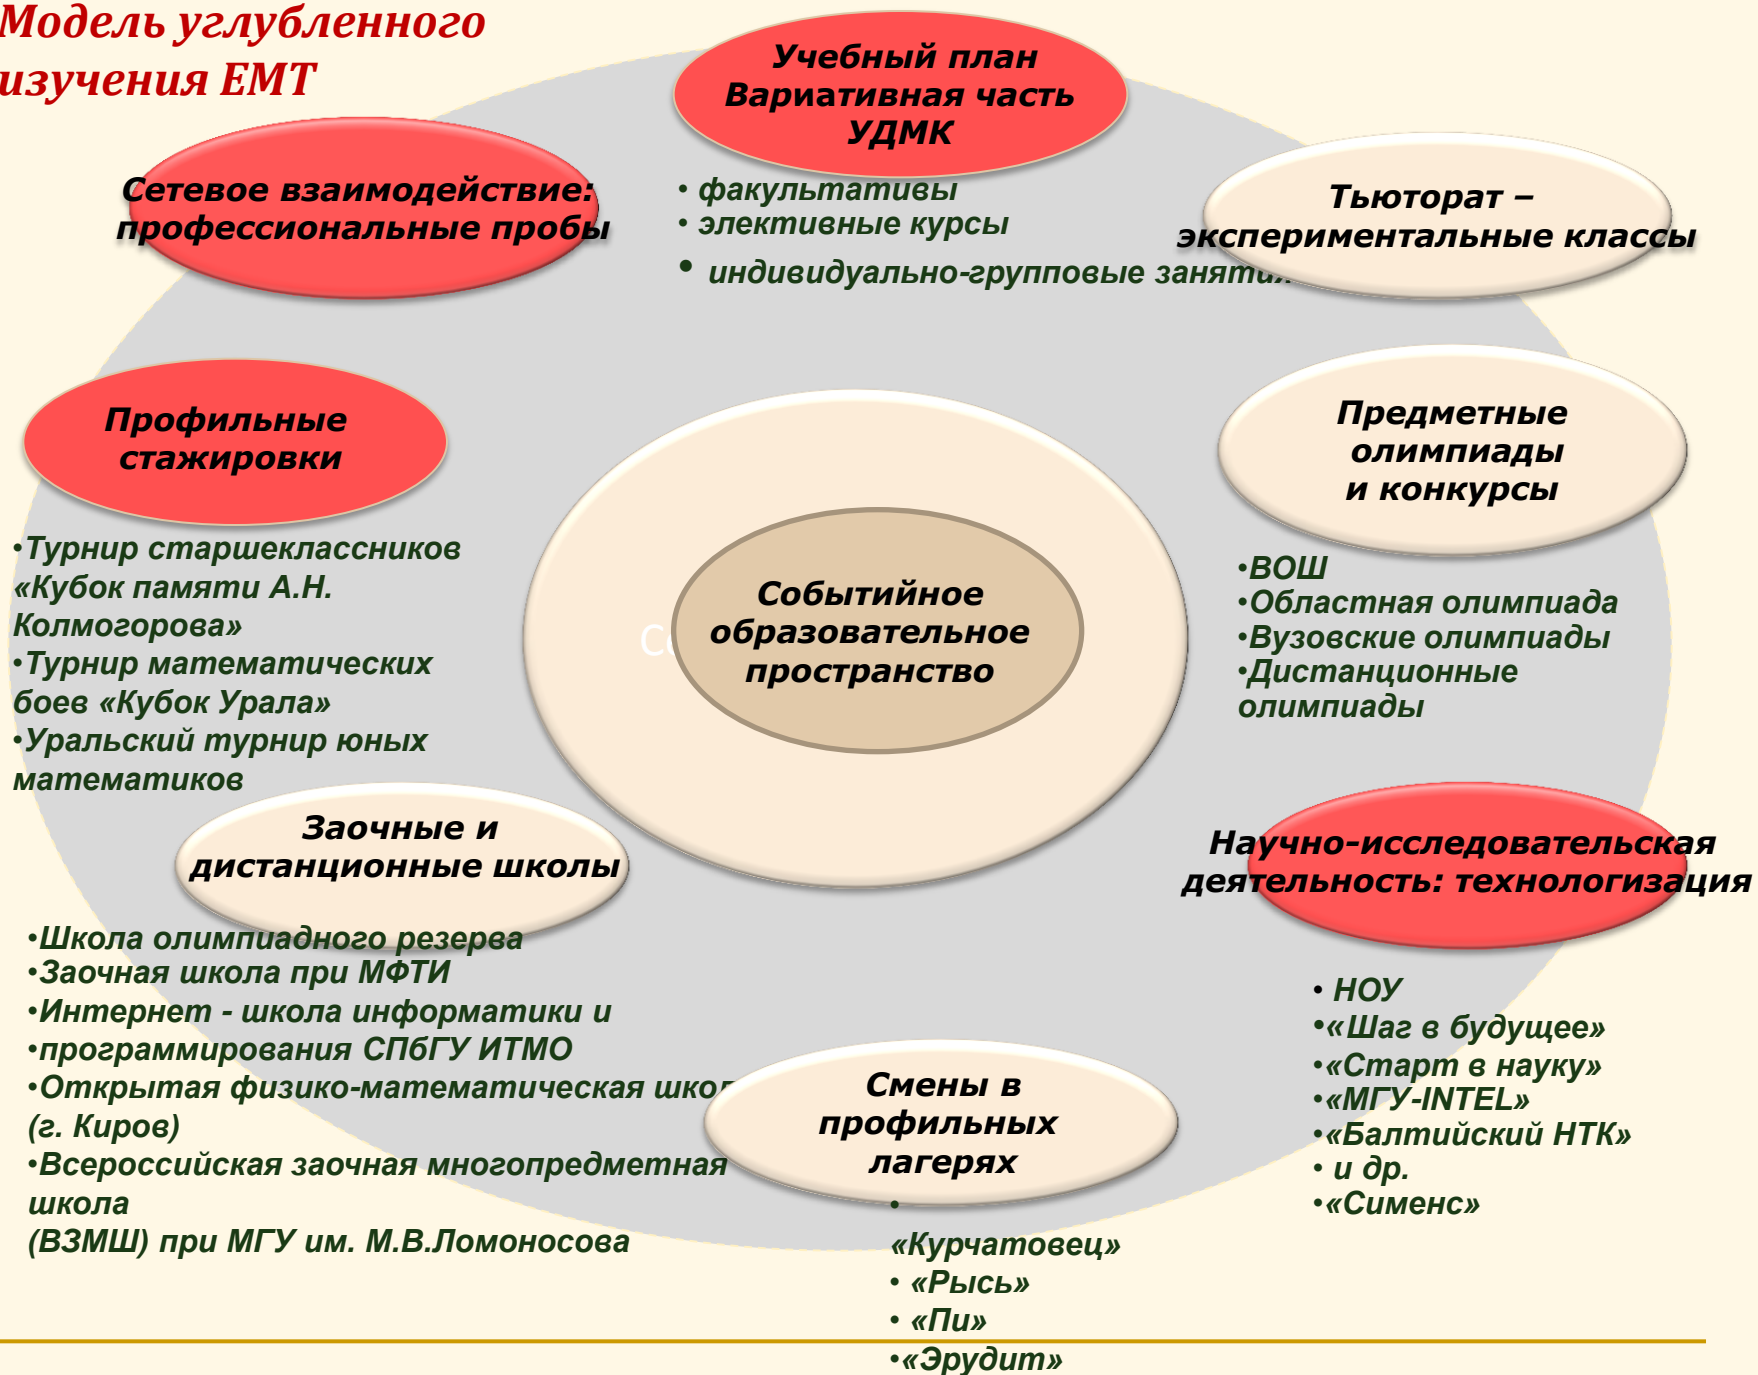 Модель углубленного
изучения ЕМТ
Учебный план
Вариативная часть
УДМК
• факультативы
• элективные курсы
• индивидуально-групповые занятия
Сетевое взаимодействие:
профессиональные пробы
Тьюторат –
экспериментальные классы
Профильные
стажировки
•Турнир старшеклассников
«Кубок памяти А.Н.
Колмогорова»
•Турнир математических
боев «Кубок Урала»
•Уральский турнир юных
математиков
Событийное
образовательное
пространство
Предметные
олимпиады
и конкурсы
•ВОШ
•Областная олимпиада
•Вузовские олимпиады
•Дистанционные
олимпиады
Заочные и
дистанционные школы
•Школа олимпиадного резерва
•Заочная школа при МФТИ
•Интернет - школа информатики и
•программирования СПбГУ ИТМО
•Открытая физико-математическая
(г. Киров)
•Всероссийская заочная многопредметная
школа
(ВЗМШ) при МГУ им. М.В.Ломоносова
Научно-исследовательская
деятельность: технологизация
• НОУ
•«Шаг в будущее»
•«Старт в науку»
•«МГУ-INTEL»
•«Балтийский НТК»
• и др.
•«Сименс»
Смены в
профильных
лагерях
•
«Курчатовец»
• «Рысь»
• «Пи»
•«Эрудит»